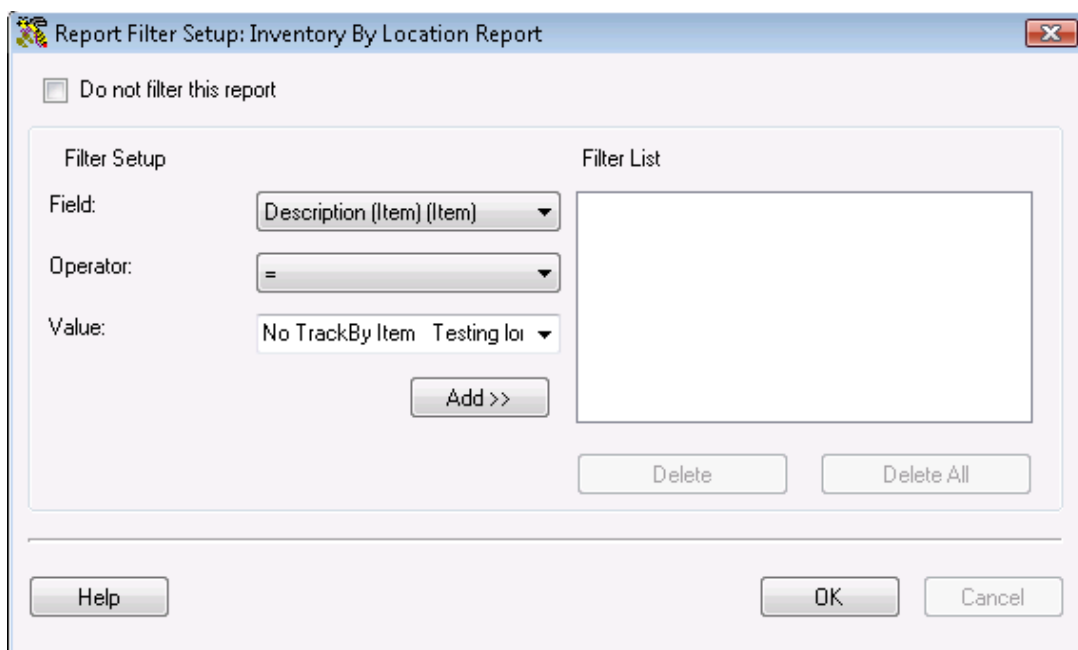 Report Filter Setup: Inventory By Location Report
Do not filter this report
Filter Setup
Filter List
Field:
Description (Item) (Item)
Operator:
=
Value:
No TrackBy Item Testing
Add >>
Delete
Delete All
Help
OK
Cancel